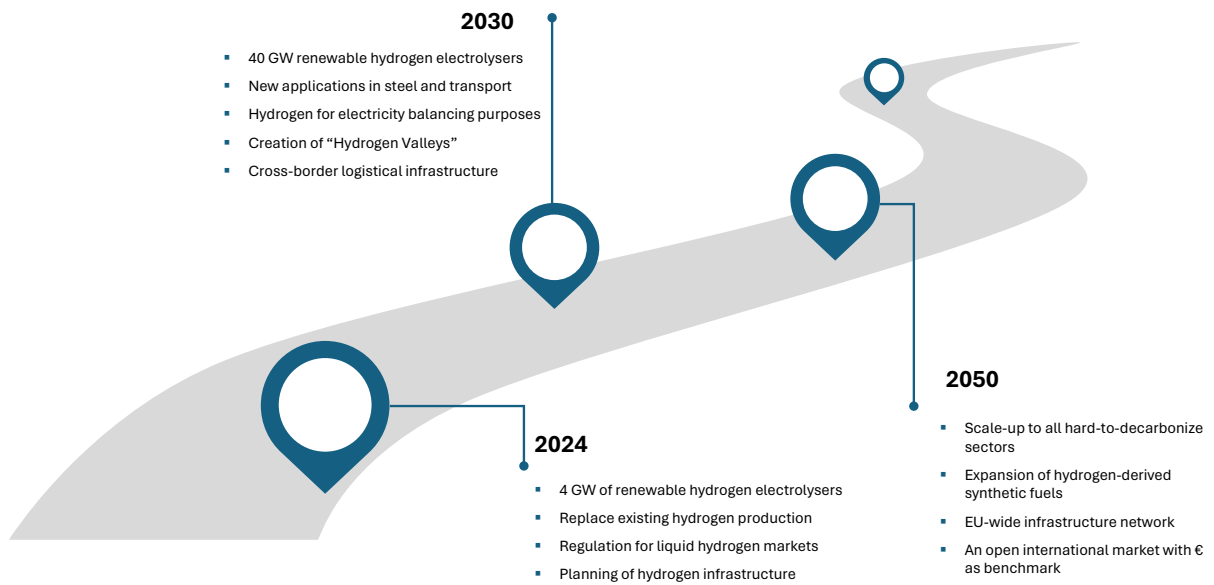 2030
40 GW renewable hydrogen electrolysers
New applications in steel and transport
Hydrogen for electricity balancing purposes
Creation of “Hydrogen Valleys”
Cross-border logistical infrastructure
2024
4 GW of renewable hydrogen electrolysers
Replace existing hydrogen production
Regulation for liquid hydrogen markets
Planning of hydrogen infrastructure
2050
Scale-up to all hard-to-decarbonize
sectors
Expansion of hydrogen-derived
synthetic fuels
EU-wide infrastructure network
An open international market with €
as benchmark